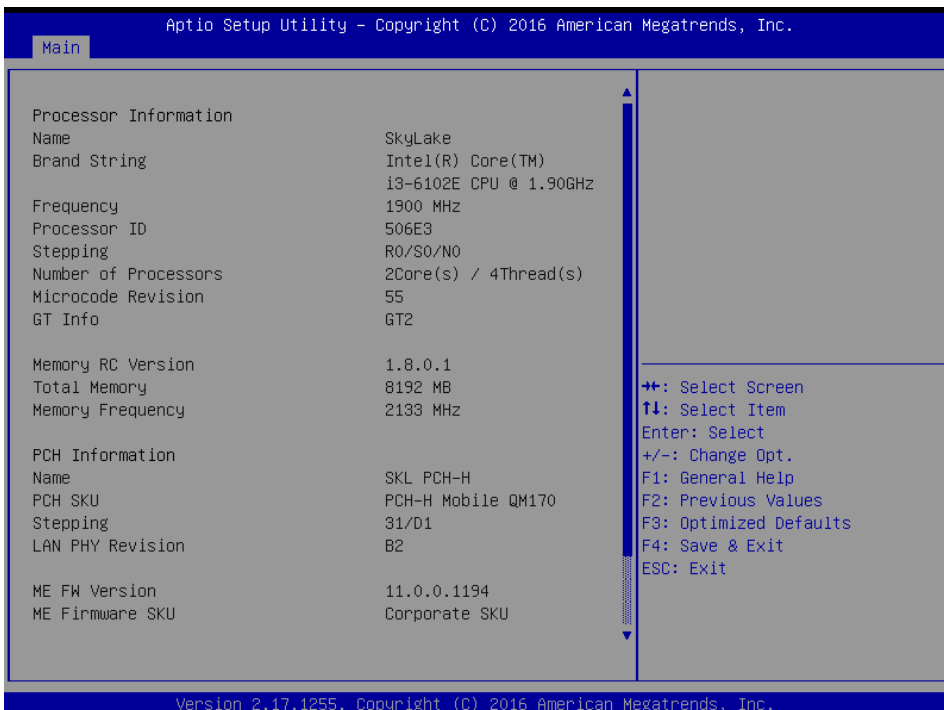 Aptio Setup Utility – Copyright (C) 2016 American Megatrends, Inc.
Main
Processor Information
Name SkyLake
Brand String Intel(R) Core(TM)
i3-6102E CPU @ 1.90GHz
Frequency 1900 MHz
Processor ID 506E3
Stepping R0/S0/N0
Number of Processors 2Core(s) / 4Thread(s)
Microcode Revision 55
GT Info GT2
Memory RC Version 1.8.0.1
Total Memory 8192 MB
Memory Frequency 2133 MHz
PCH Information
Name SKL PCH-H
PCH SKU PCH-H Mobile QM170
Stepping 31/D1
LAN PHY Revision B2
ME FW Version 11.0.0.1194
ME Firmware SKU Corporate SKU
→←: Select Screen
↑↓: Select Item
Enter: Select
+/-: Change Opt.
F1: General Help
F2: Previous Values
F3: Optimized Defaults
F4: Save & Exit
ESC: Exit
Version 2.17.1255. Copyright (C) 2016 American Megatrends, Inc.